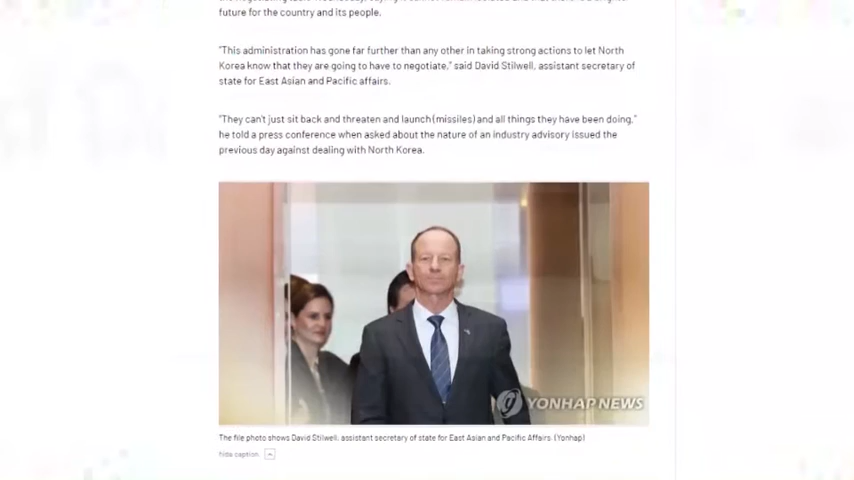 future for the country and its people.
"This administration has gone far further than any other in taking strong actions to let North
Korea know that they are going to have to negotiate," said David Stilwell, assistant secretary of
state for East Asian and Pacific affairs.
"They can't just sit back and threaten and launch (missiles) and all things they have been doing,"
he told a press conference when asked about the nature of an industry advisory issued the
previous day against dealing with North Korea.
YONHAP NEWS
The file photo shows David Stilwell, assistant secretary of state for East Asian and Pacific Affairs. (Yonhap)
hide caption